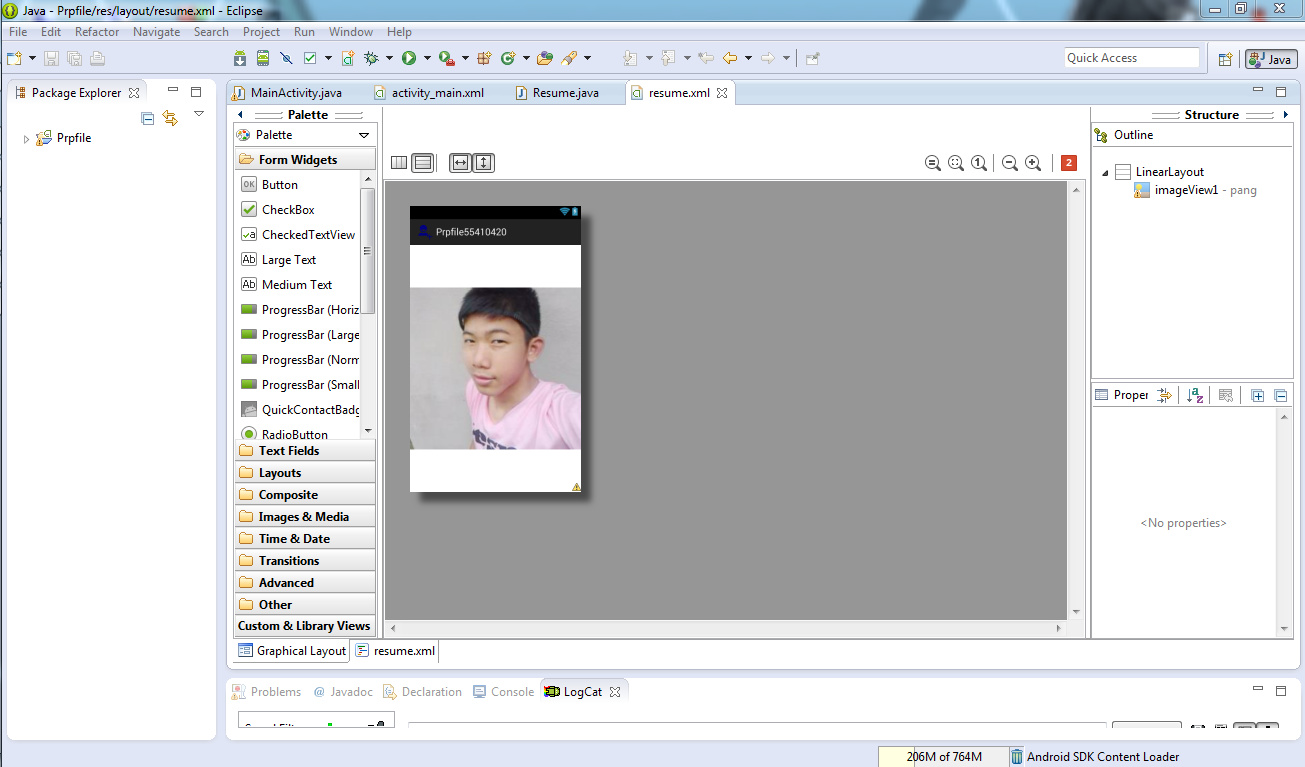 Java - Prpfile/res/layout/resume.xml - Eclipse
File Edit Refactor Navigate Search Project Run Window Help
Quick Access
Java
Package Explorer
Prpfile
MainActivity.java
activity_main.xml
Resume.java
resume.xml
Palette
Palette
Form Widgets
OK Button
CheckBox
CheckedTextView
Ab Large Text
Ab Medium Text
ProgressBar (Horiz
ProgressBar (Large
ProgressBar (Norm
ProgressBar (Small
QuickContactBadg
RadioButton
Text Fields
Layouts
Composite
Images & Media
Time & Date
Transitions
Advanced
Other
Custom & Library Views
1
2
Prpfile55410420
Graphical Layout
resume.xml
Structure
Outline
LinearLayout
imageView1 - pang
Proper
<No properties>
Problems
@ Javadoc
Declaration
Console
LogCat
206M of 764M
Android SDK Content Loader